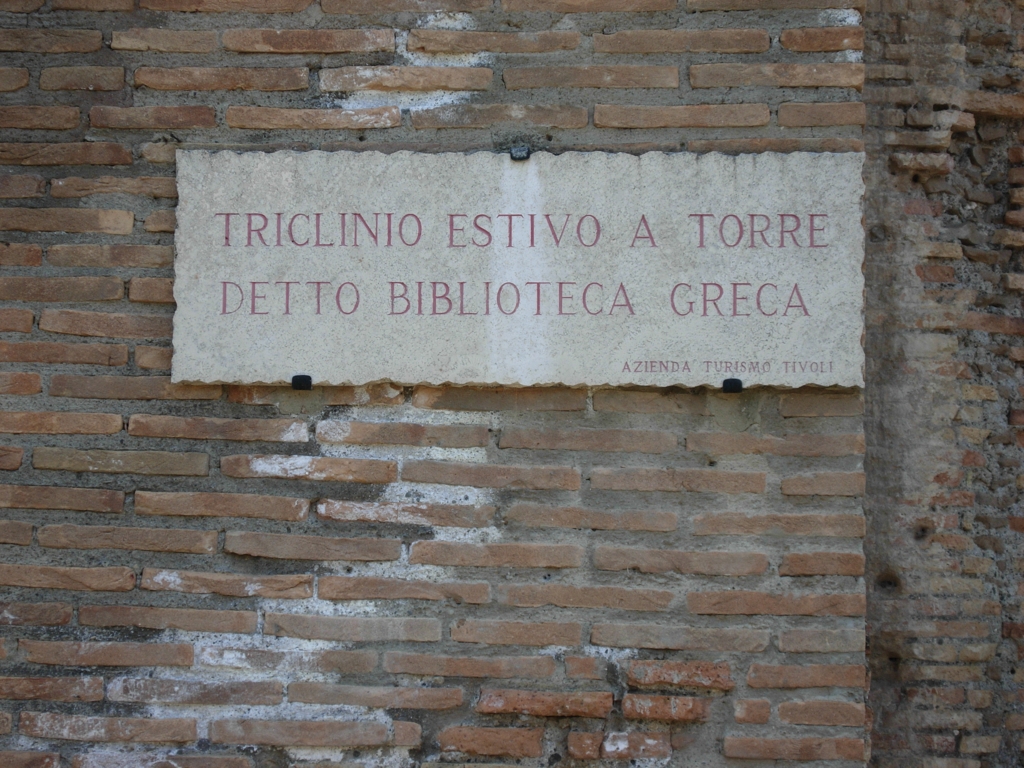 TRICLINIO ESTIVO A TORRE
DETTO BIBLIOTECA GRECA
AZIENDA TURISMO TIVOLI